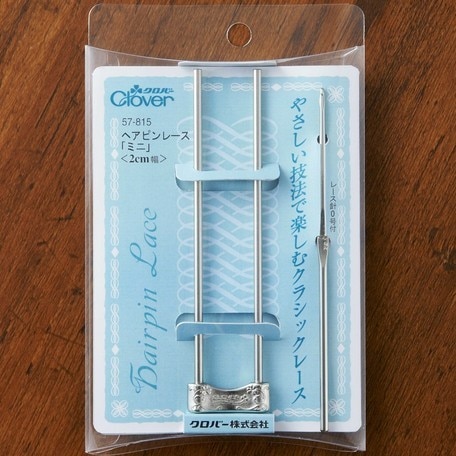 クロバー
Clover
57-815
ヘアピンレース
「ミニ」
<2cm幅>
Hairpin Lace
やさしい技法で楽しむクラシックレース
レース針0号付
クロバー株式会社